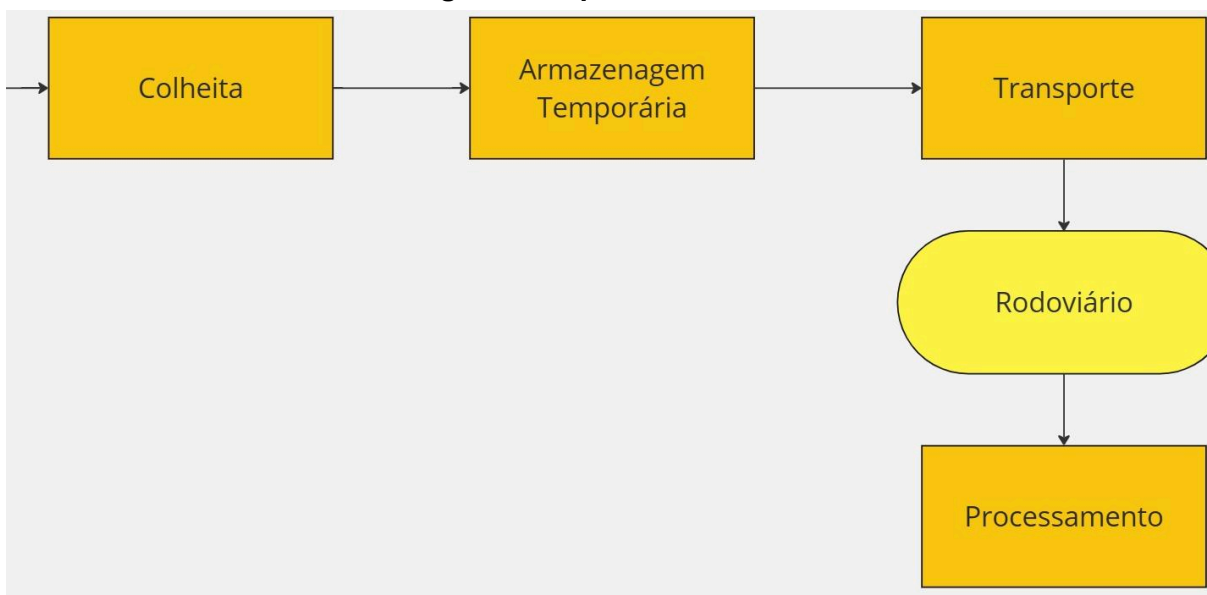 Colheita
Armazenagem
Temporária
Transporte
Rodoviário
Processamento